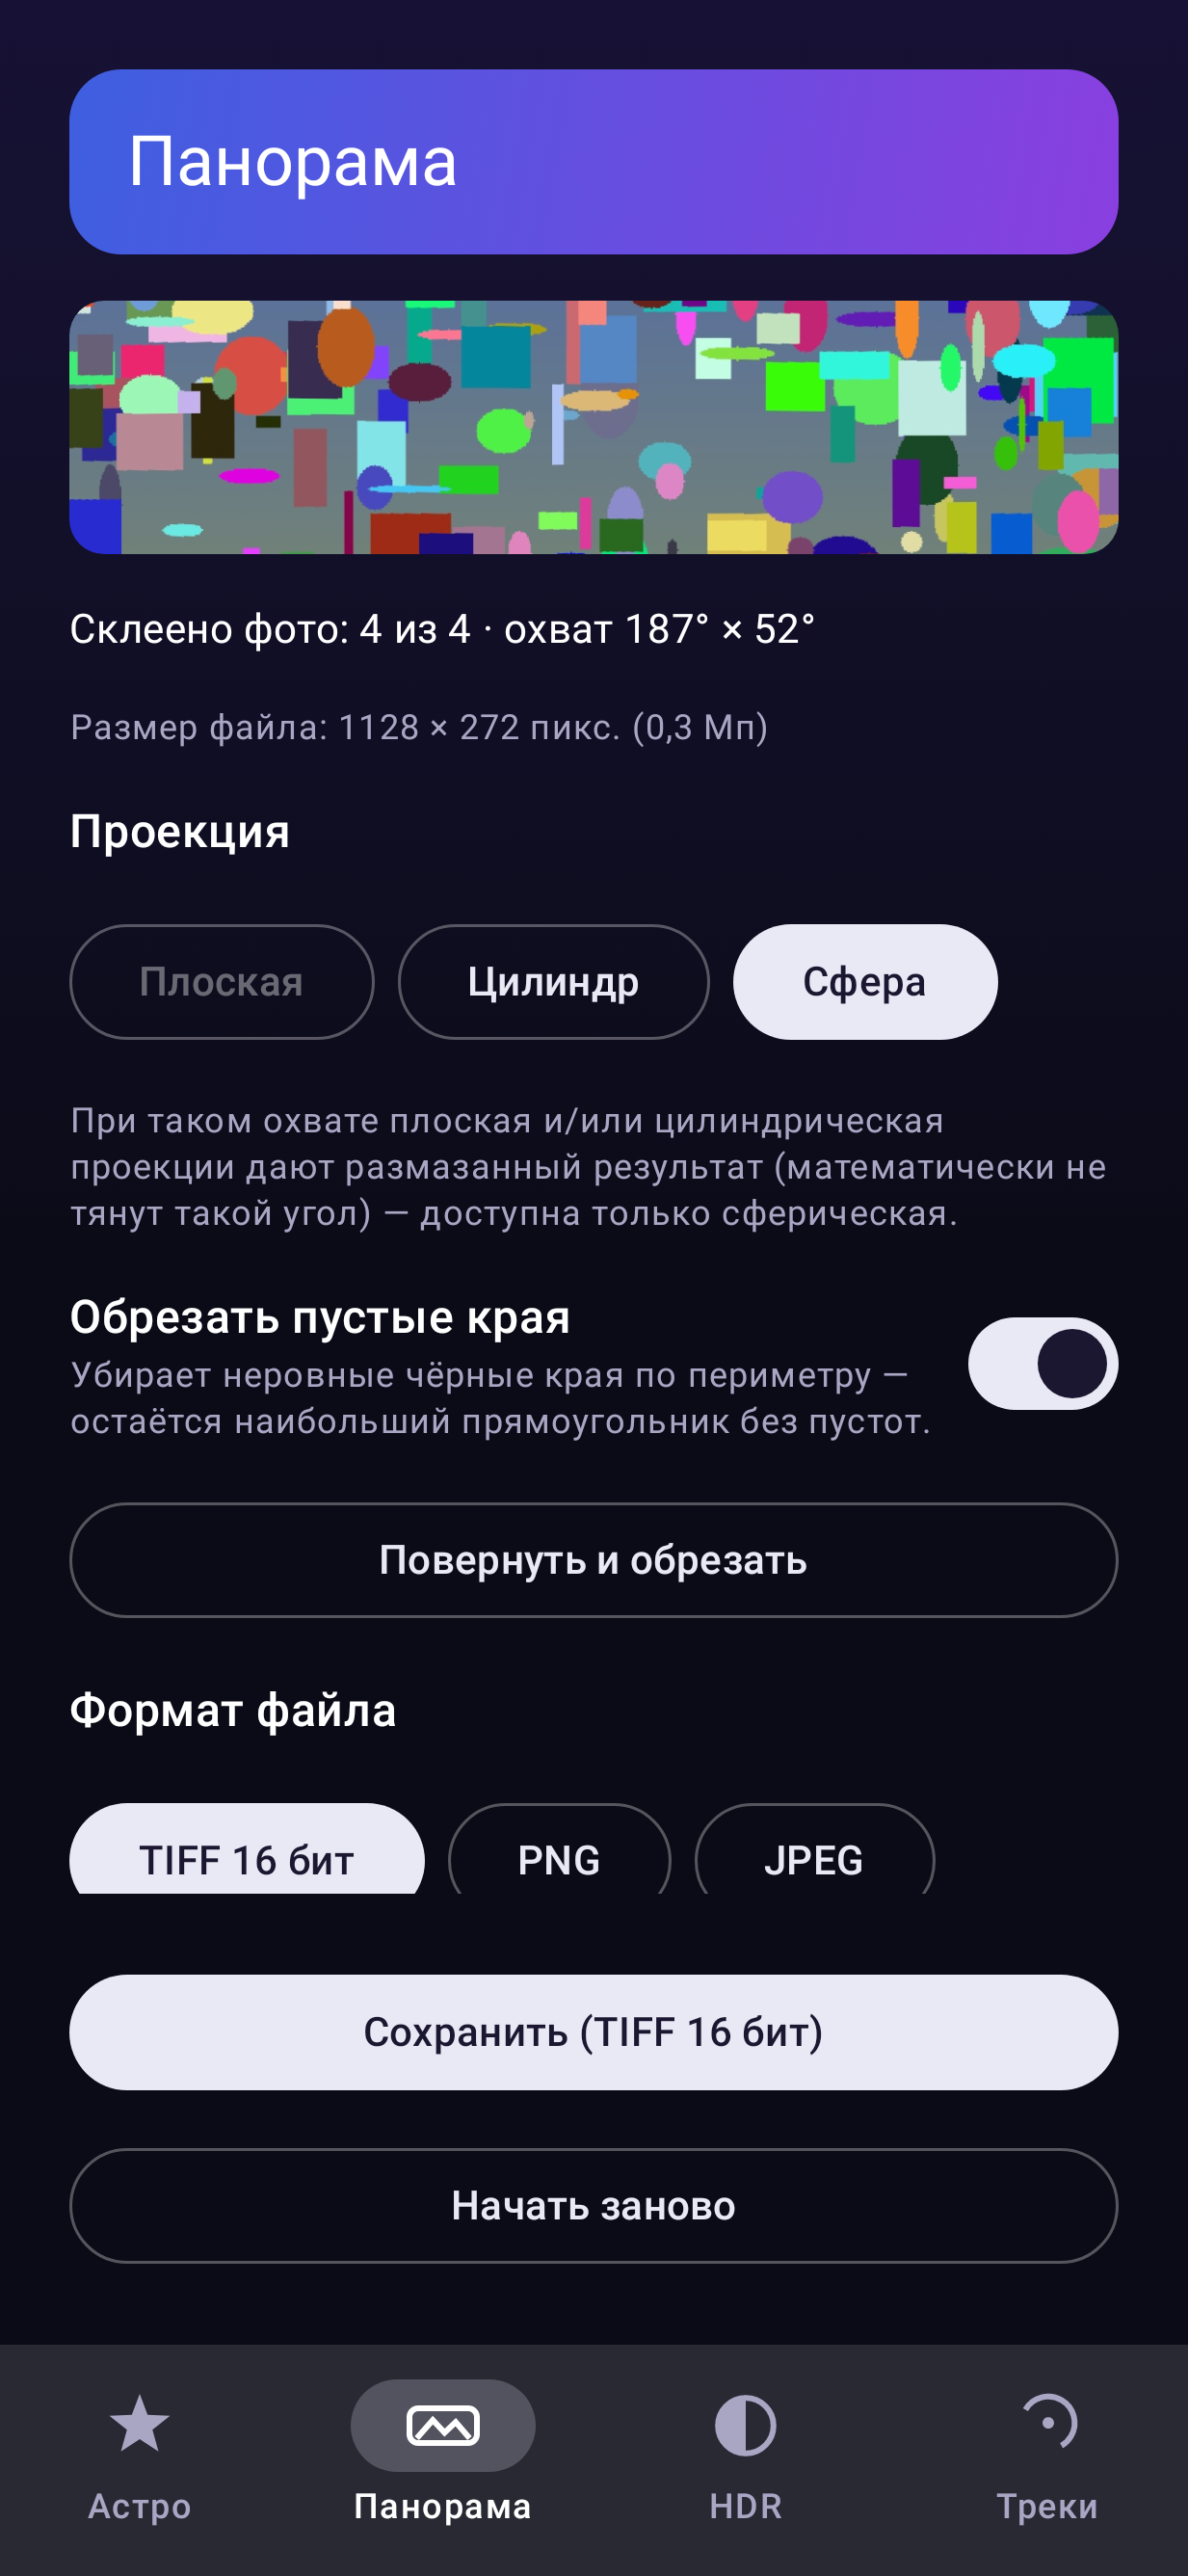 Панорама
Склеено фото: 4 из 4 · охват 187° × 52°
Размер файла: 1128 × 272 пикс. (0,3 Мп)
Проекция
Плоская
Цилиндр
Сфера
При таком охвате плоская и/или цилиндрическая
проекции дают размазанный результат (математически не
тянут такой угол) — доступна только сферическая.
Обрезать пустые края
Убирает неровные чёрные края по периметру —
остаётся наибольший прямоугольник без пустот.
Повернуть и обрезать
Формат файла
TIFF 16 бит
PNG
JPEG
Сохранить (TIFF 16 бит)
Начать заново
Астро
Панорама
HDR
Треки